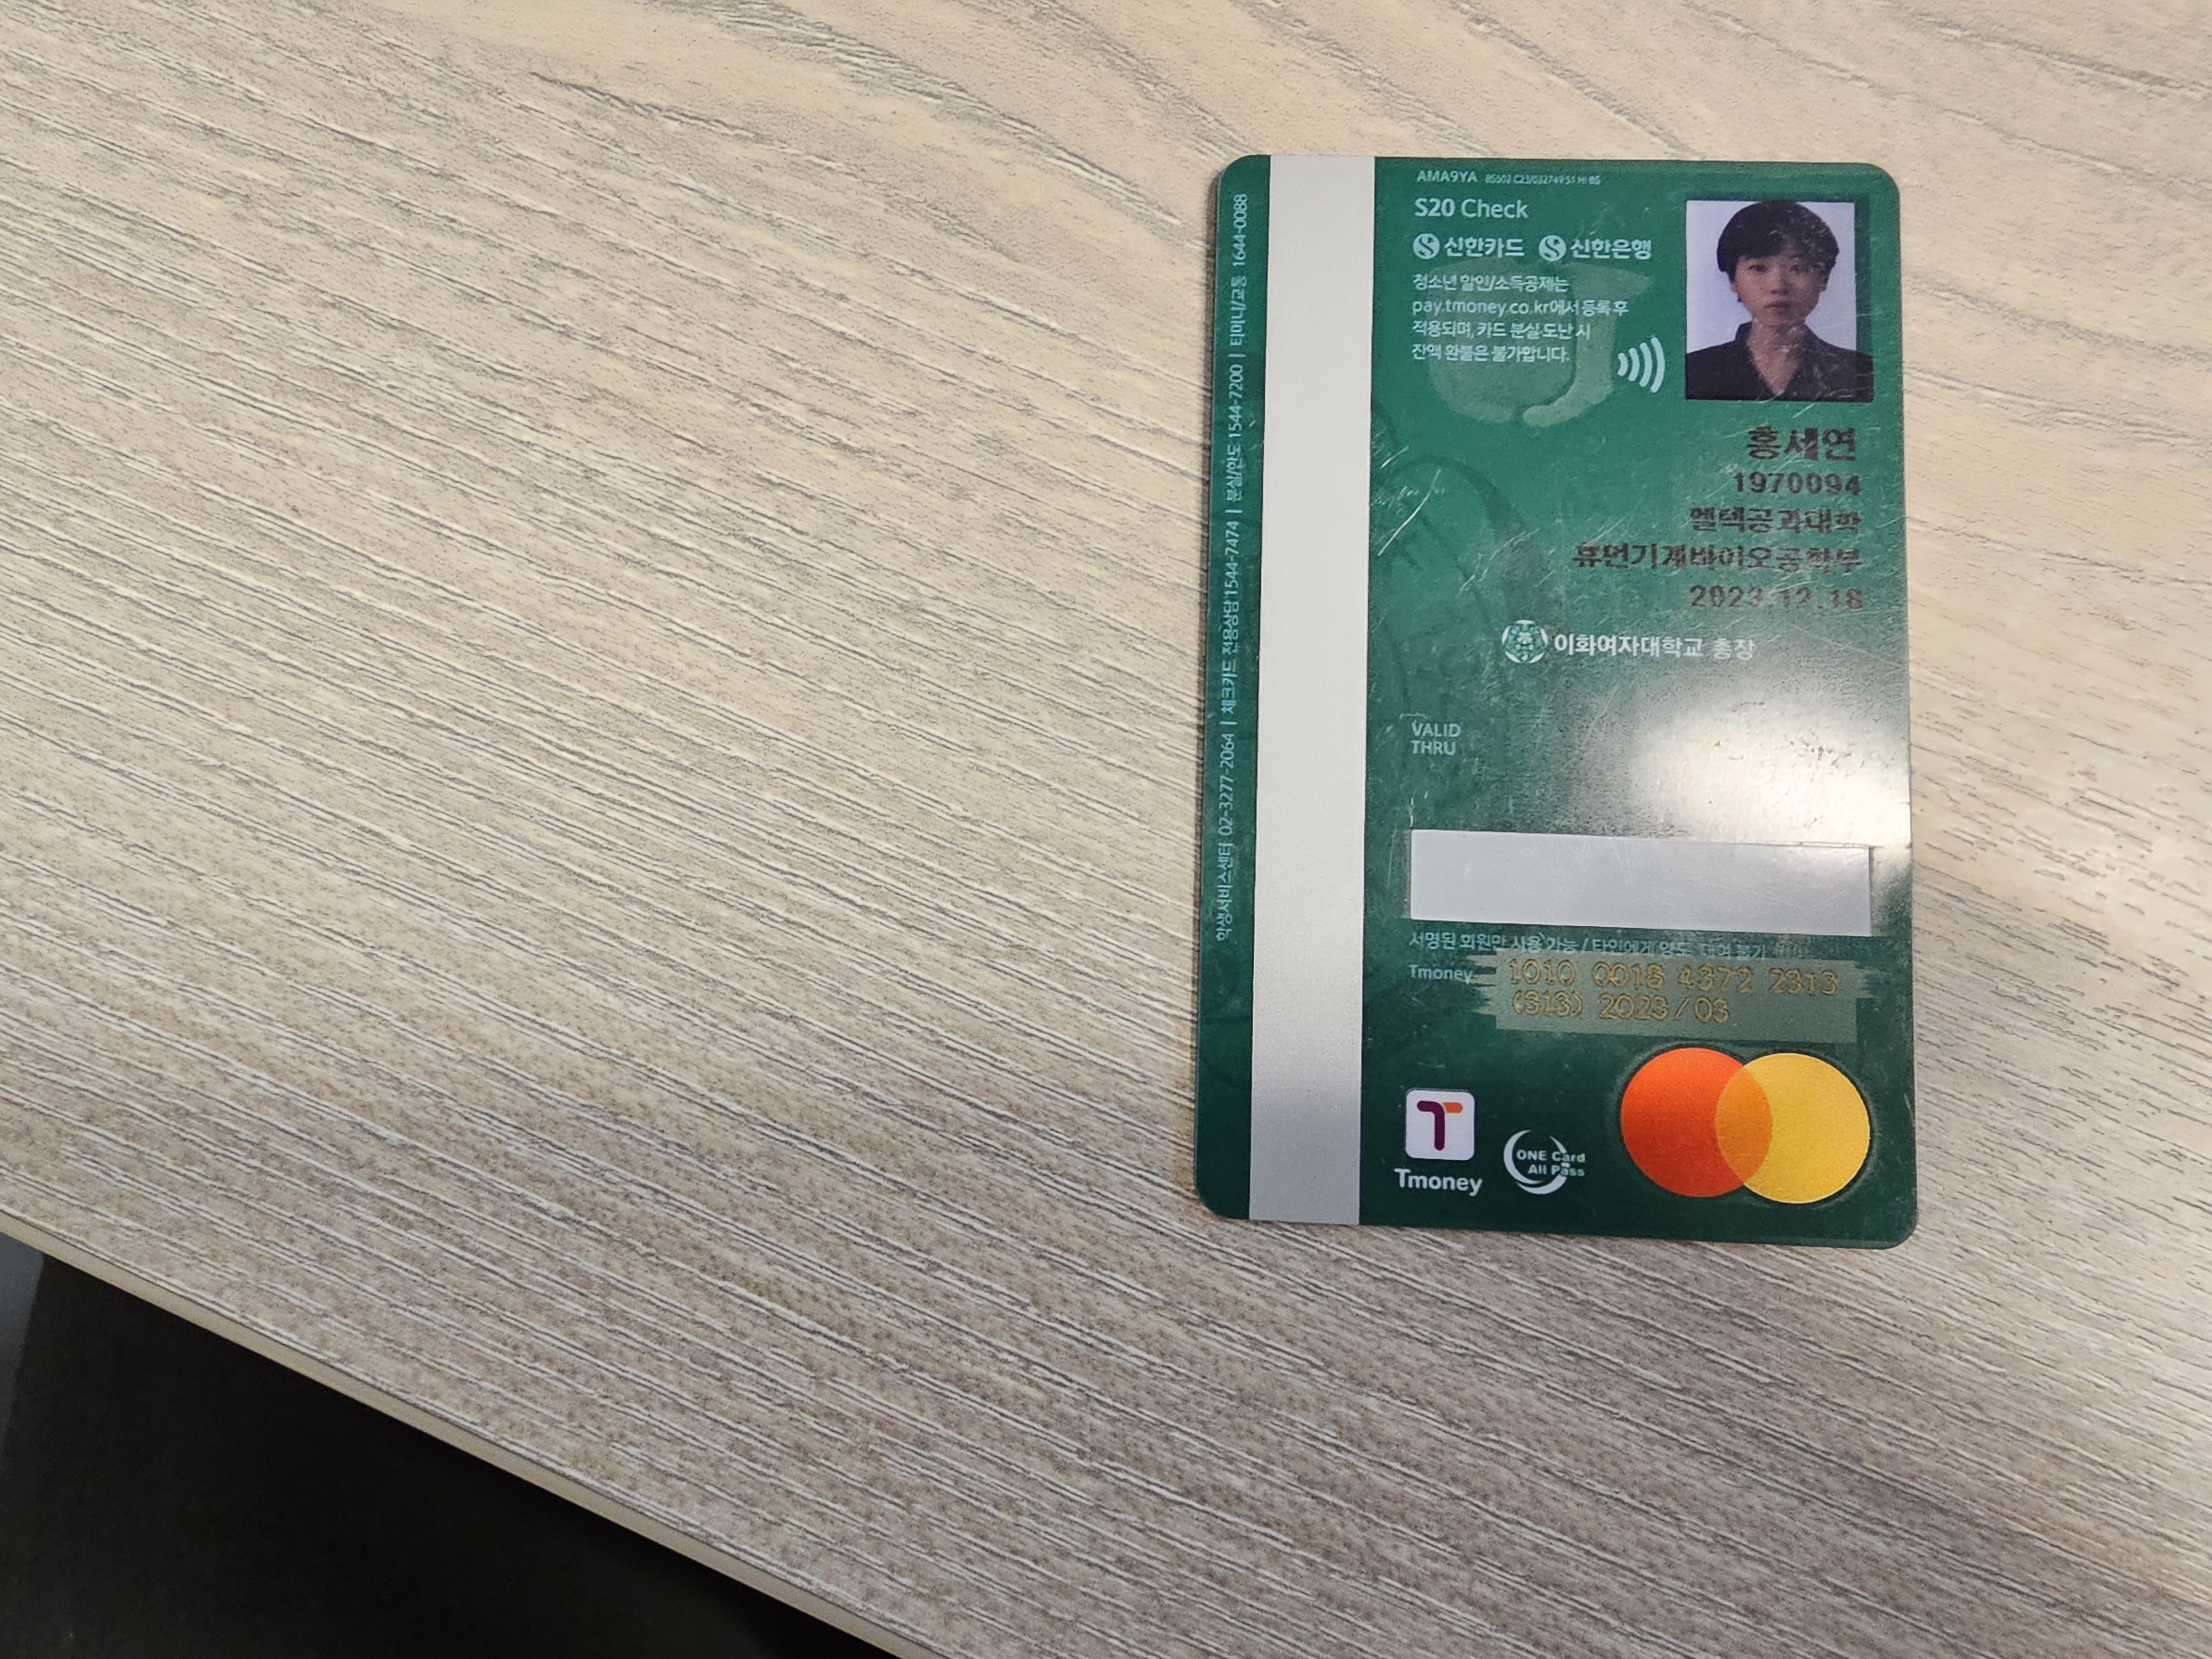 AMA9YA
S20 Check
신한카드 신한은행
청소년 할인/소득공제는
pay.tmoney.co.kr에서 등록 후
적용되며, 카드 분실·도난 시
잔액 환불은 불가합니다.
홍세연
1970094
엘텍공과대학
휴먼기계바이오공학부
2023.12.18
이화여자대학교 총장
VALID
THRU
서명된 회원만 사용 가능 / 타인에게 양도, 대여 불가
Tmoney 1010 0018 4372 2313
(313) 2023/03
Tmoney
ONE Card
All Pass
학생서비스센터 02-3277-2064 | 체크카드 전용상담 1544-7474 | 분실/한도 1544-7200 | 티머니/교통 1644-0088